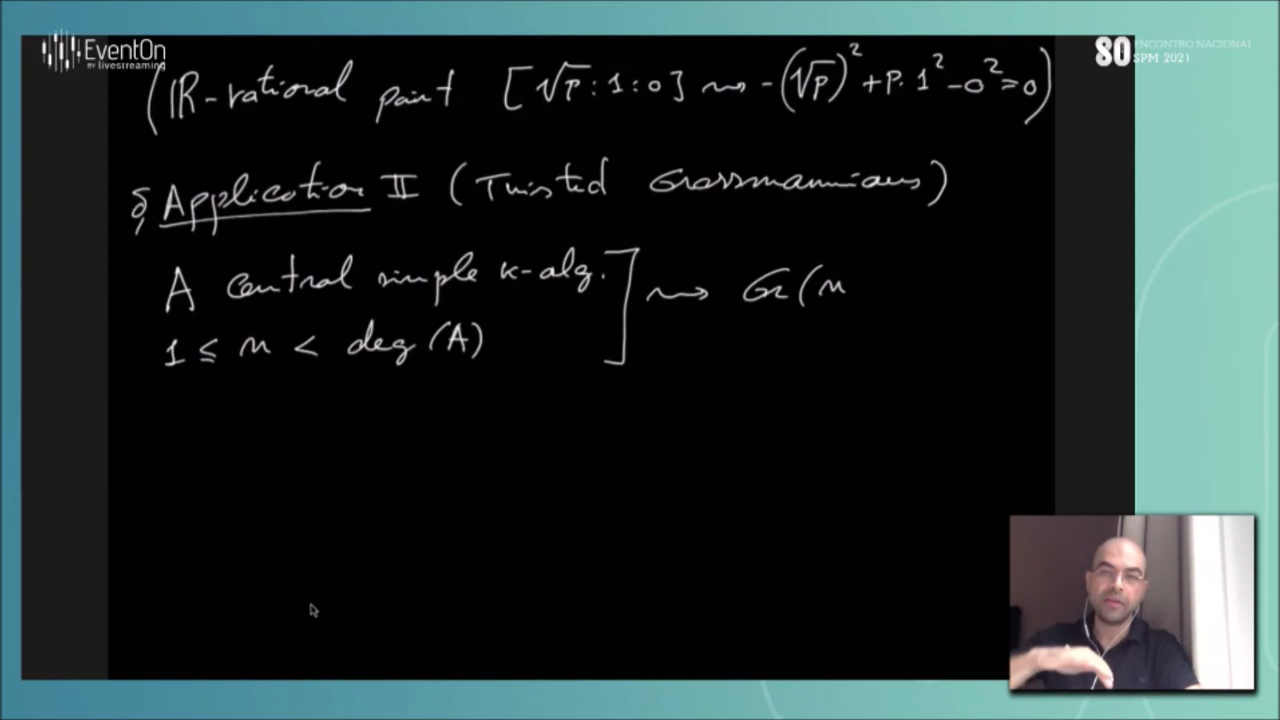 EventOn
BY livestreaming
80 ENCONTRO NACIONAL
SPM 2021
(IR-rational point [√p : 1 : 0] ⇝ -(√p)² + p·1² - 0² = 0)
§ Application II (Twisted Grassmannians)
A central simple k-alg.
1 ≤ n < deg(A) ] ⇝ Gr(n